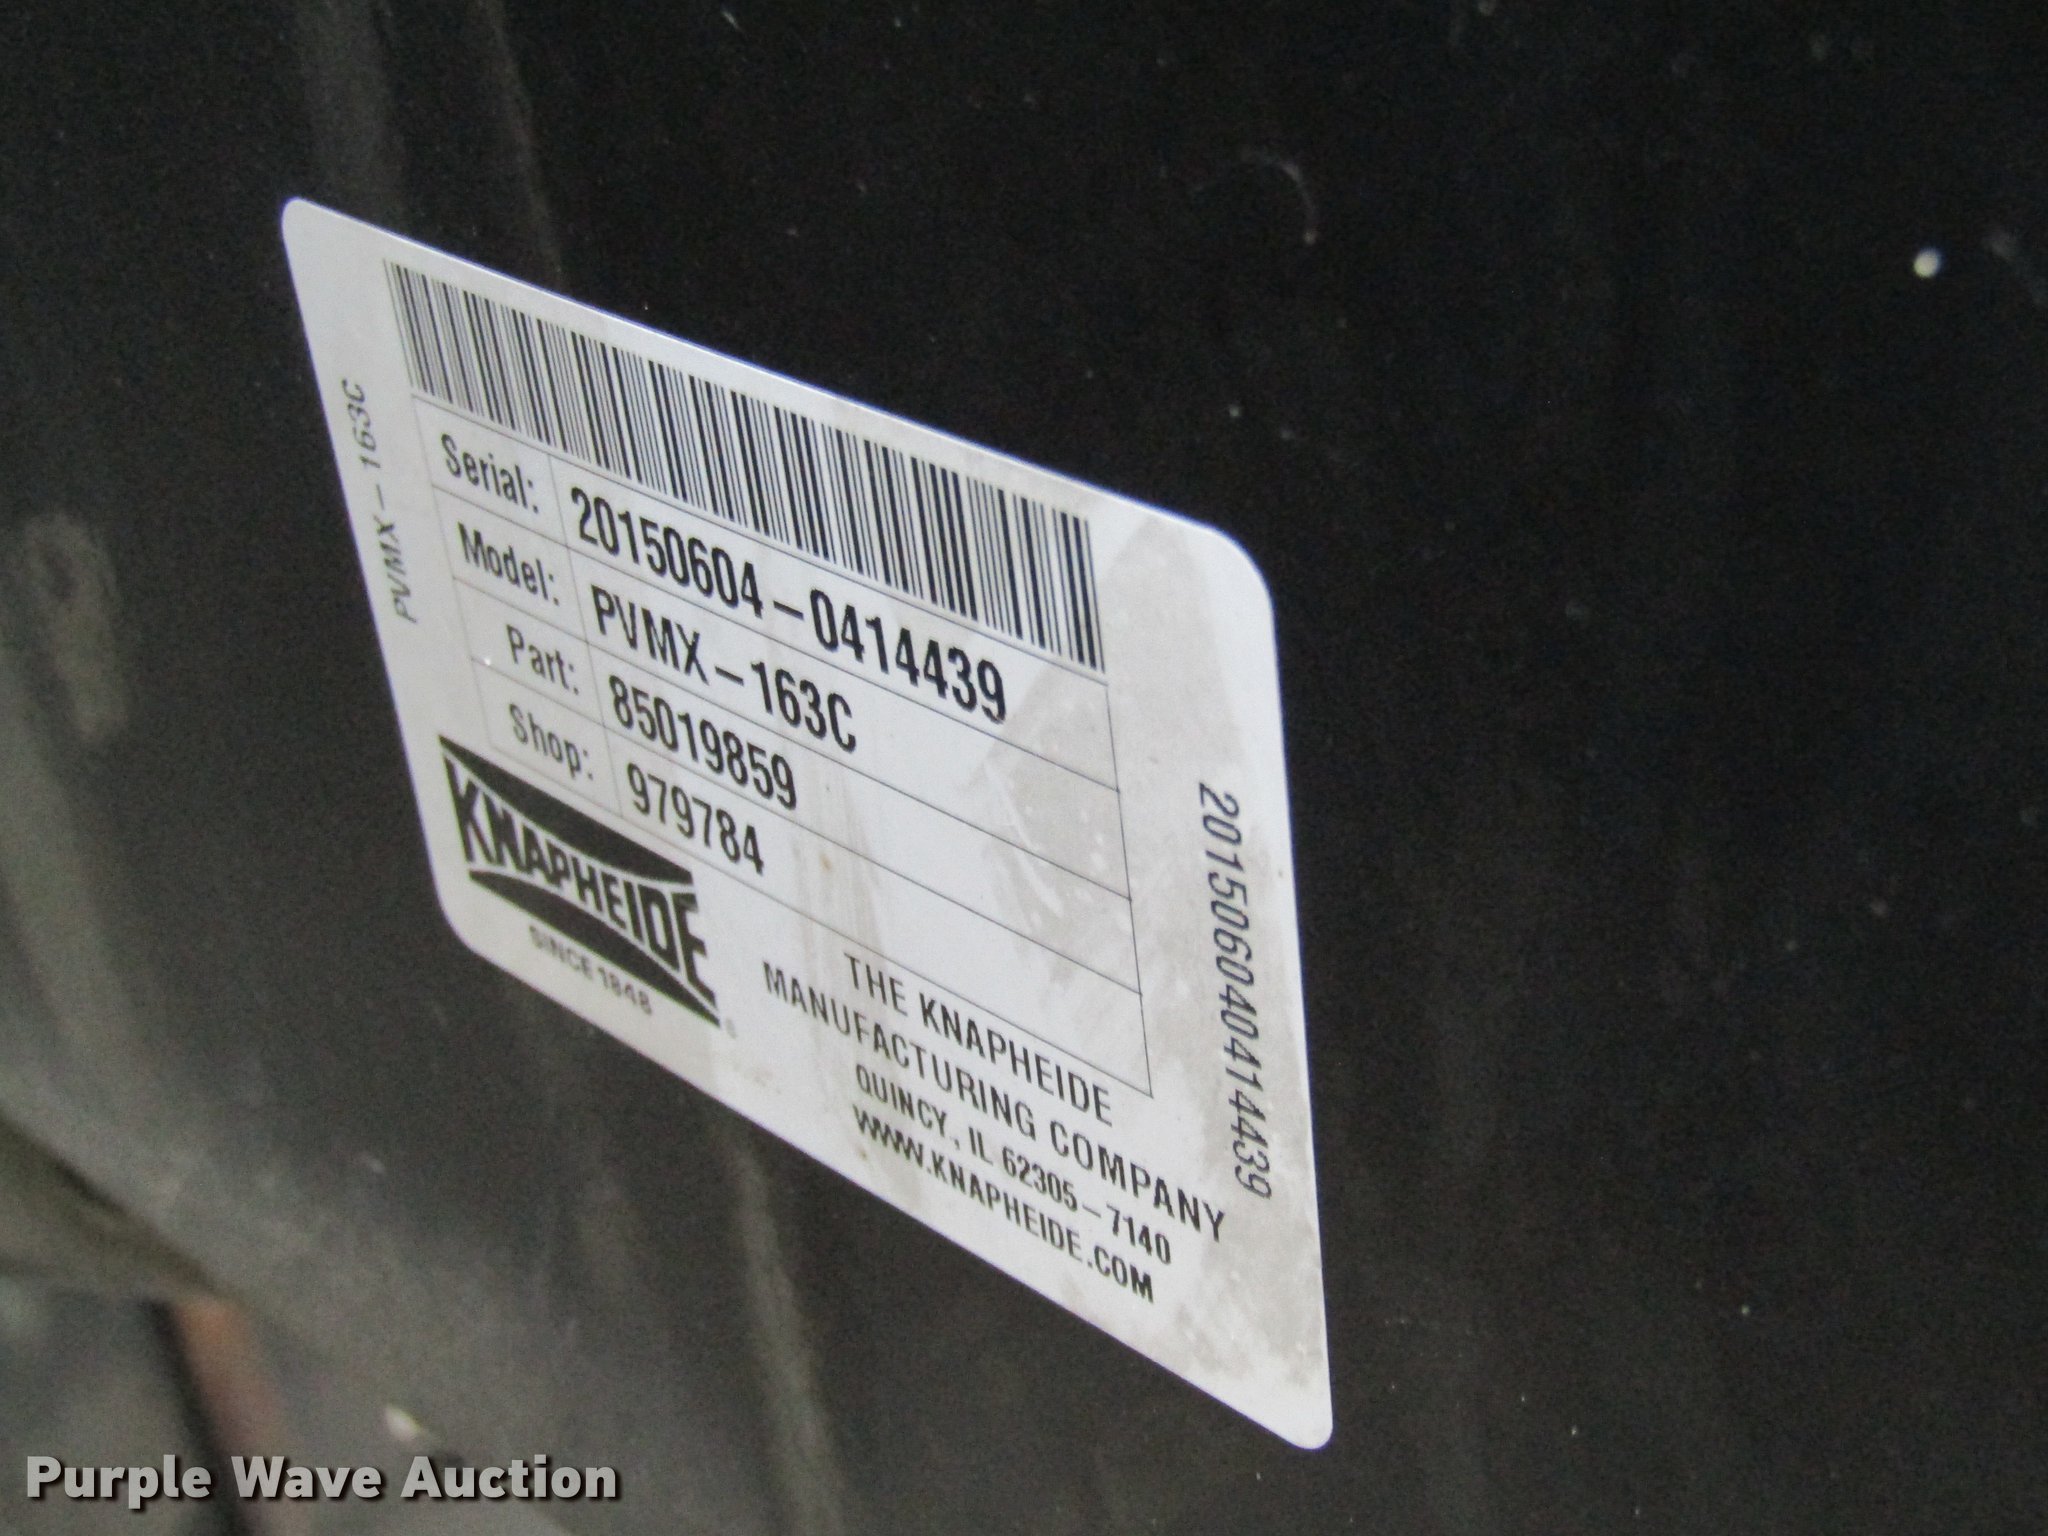 PVMX-163C
Serial: 20150604-0414439
Model: PVMX-163C
Part: 85019859
Shop: 979784
KNAPHEIDE
SINCE 1848
®
THE KNAPHEIDE
MANUFACTURING COMPANY
QUINCY, IL 62305-7140
WWW.KNAPHEIDE.COM
201506040414439
Purple Wave Auction